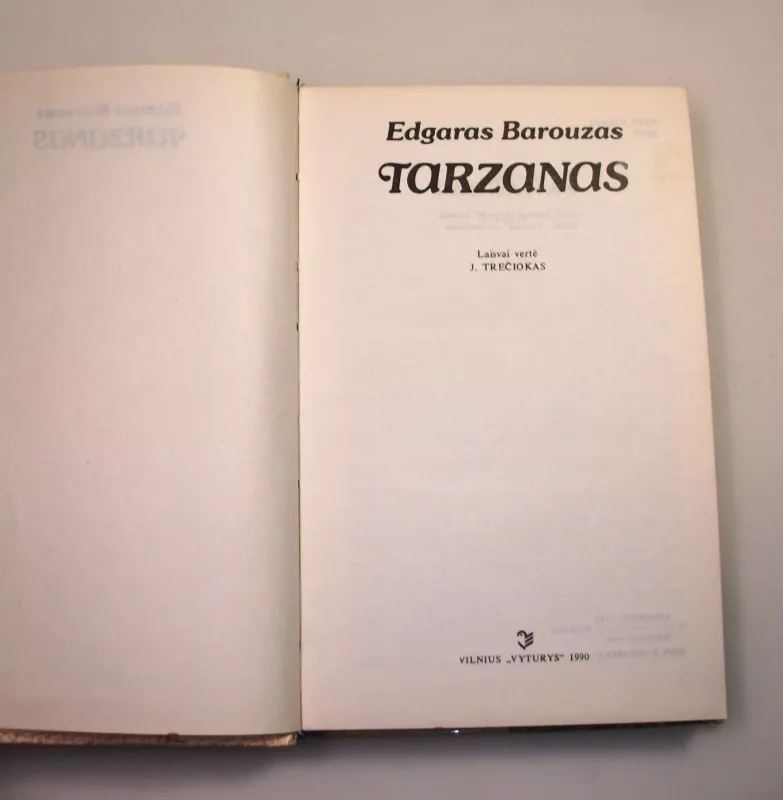 Edgaras Barouzas
TARZANAS
Laisvai vertė
J. TREČIOKAS
VILNIUS „VYTURYS“ 1990